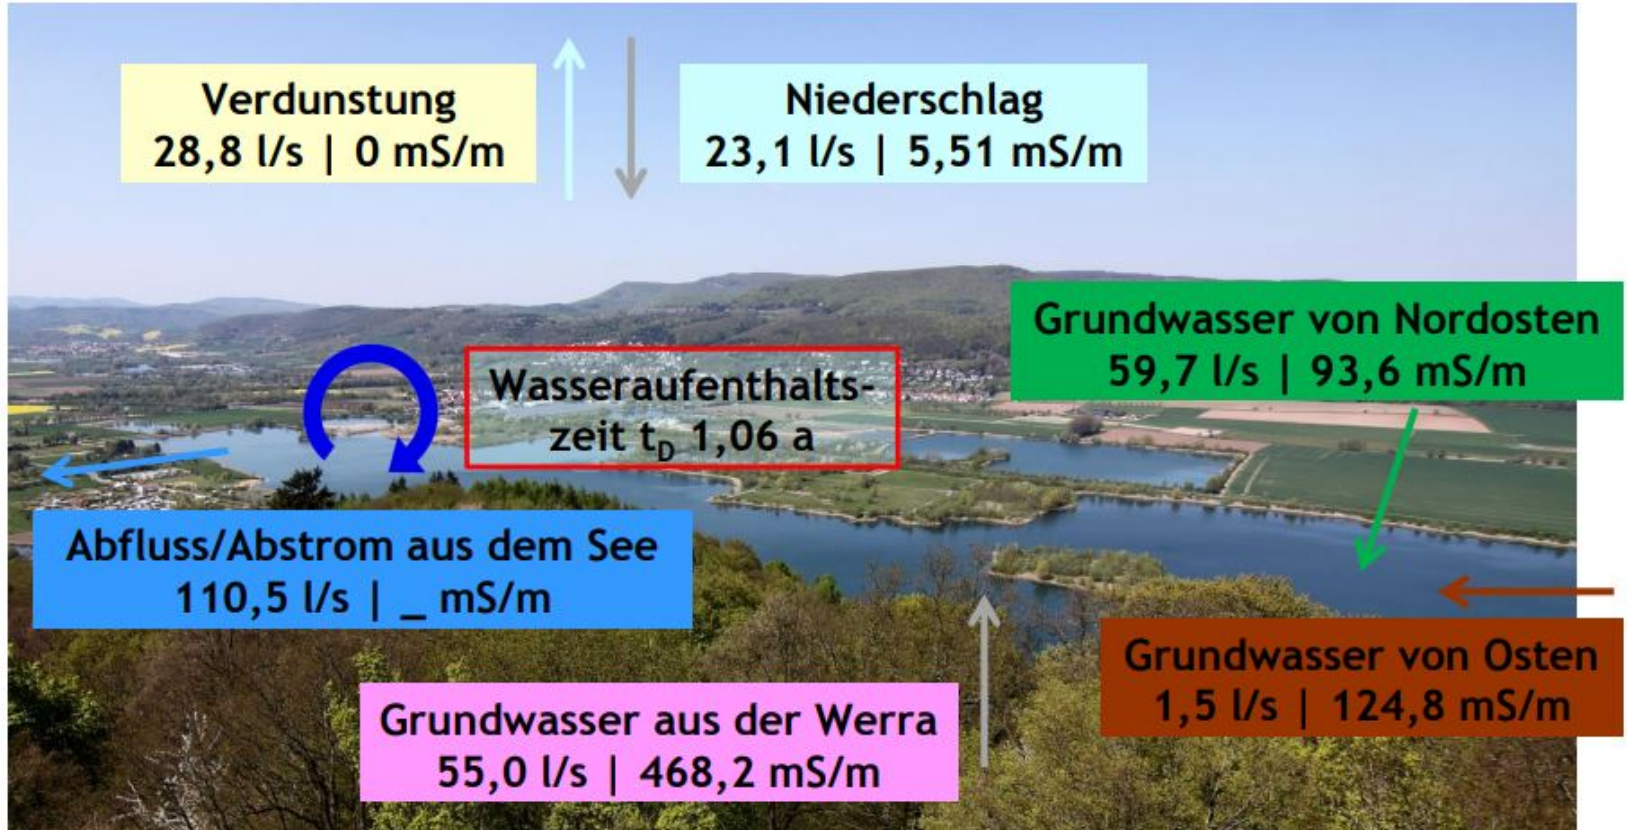 Verdunstung
28,8 l/s | 0 mS/m
Niederschlag
23,1 l/s | 5,51 mS/m
Grundwasser von Nordosten
59,7 l/s | 93,6 mS/m
Wasseraufenthalts-
zeit t_D 1,06 a
Abfluss/Abstrom aus dem See
110,5 l/s | _ mS/m
Grundwasser von Osten
1,5 l/s | 124,8 mS/m
Grundwasser aus der Werra
55,0 l/s | 468,2 mS/m